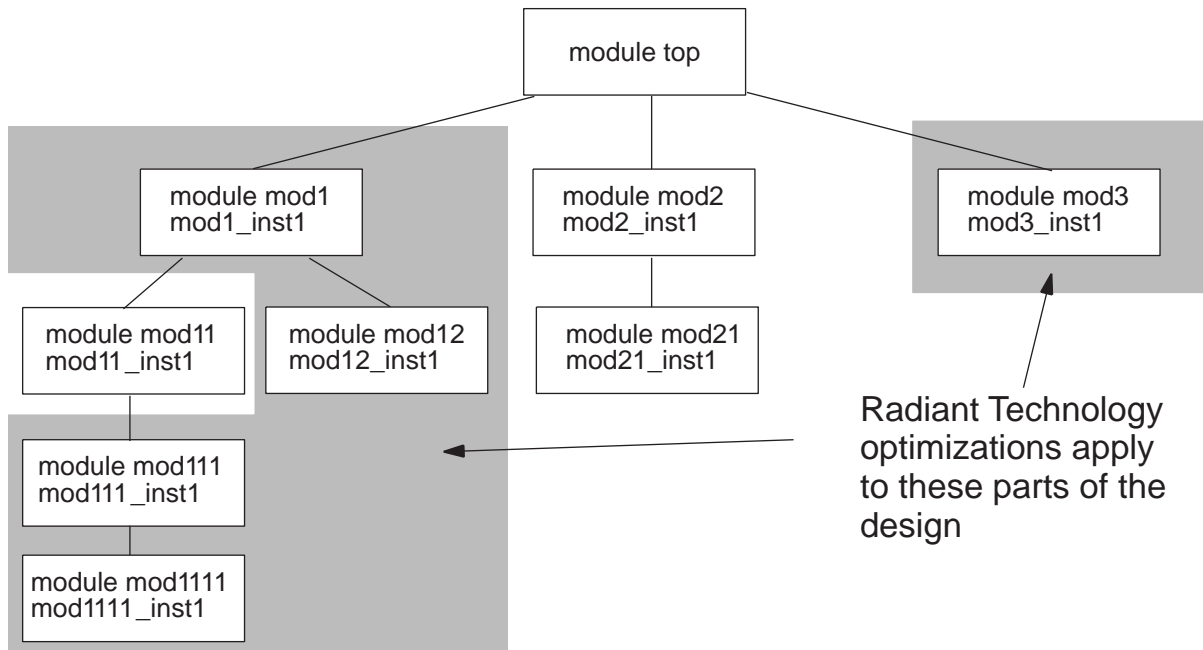 module top
module mod1
mod1_inst1
module mod2
mod2_inst1
module mod3
mod3_inst1
module mod11
mod11_inst1
module mod12
mod12_inst1
module mod21
mod21_inst1
module mod111
mod111_inst1
module mod1111
mod1111_inst1
Radiant Technology
optimizations apply
to these parts of the
design